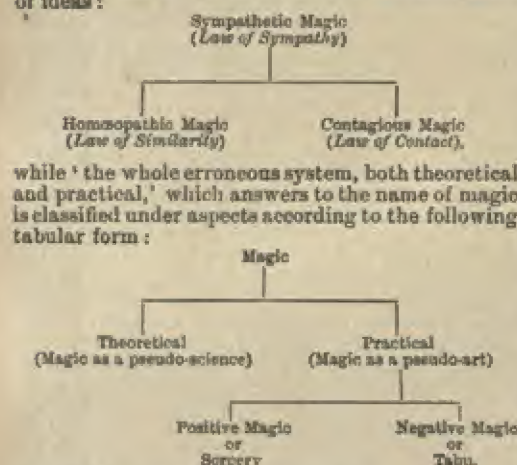 of ideas:
Sympathetic Magic
(Law of Sympathy)
Homœopathic Magic Contagious Magic
(Law of Similarity) (Law of Contact),
while ‘ the whole erroneous system, both theoretical
and practical,’ which answers to the name of magic
is classified under aspects according to the following
tabular form :
Magic
Theoretical Practical
(Magic as a pseudo-science) (Magic as a pseudo-art)
Positive Magic Negative Magic
or or
Sorcery Tabu.